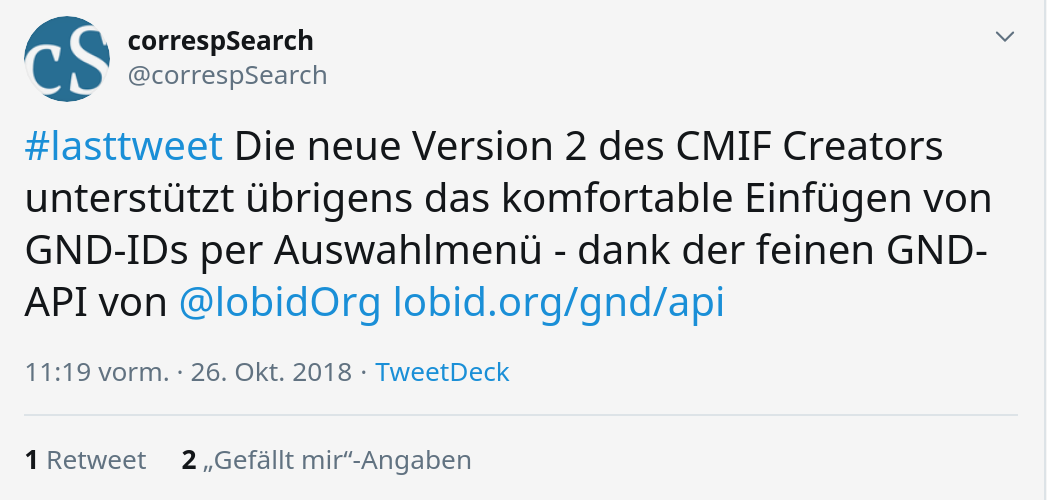 cS
correspSearch
@correspSearch
#lasttweet Die neue Version 2 des CMIF Creators
unterstützt übrigens das komfortable Einfügen von
GND-IDs per Auswahlmenü - dank der feinen GND-
API von @lobidOrg lobid.org/gnd/api
11:19 vorm. · 26. Okt. 2018 · TweetDeck
1 Retweet 2 „Gefällt mir“-Angaben